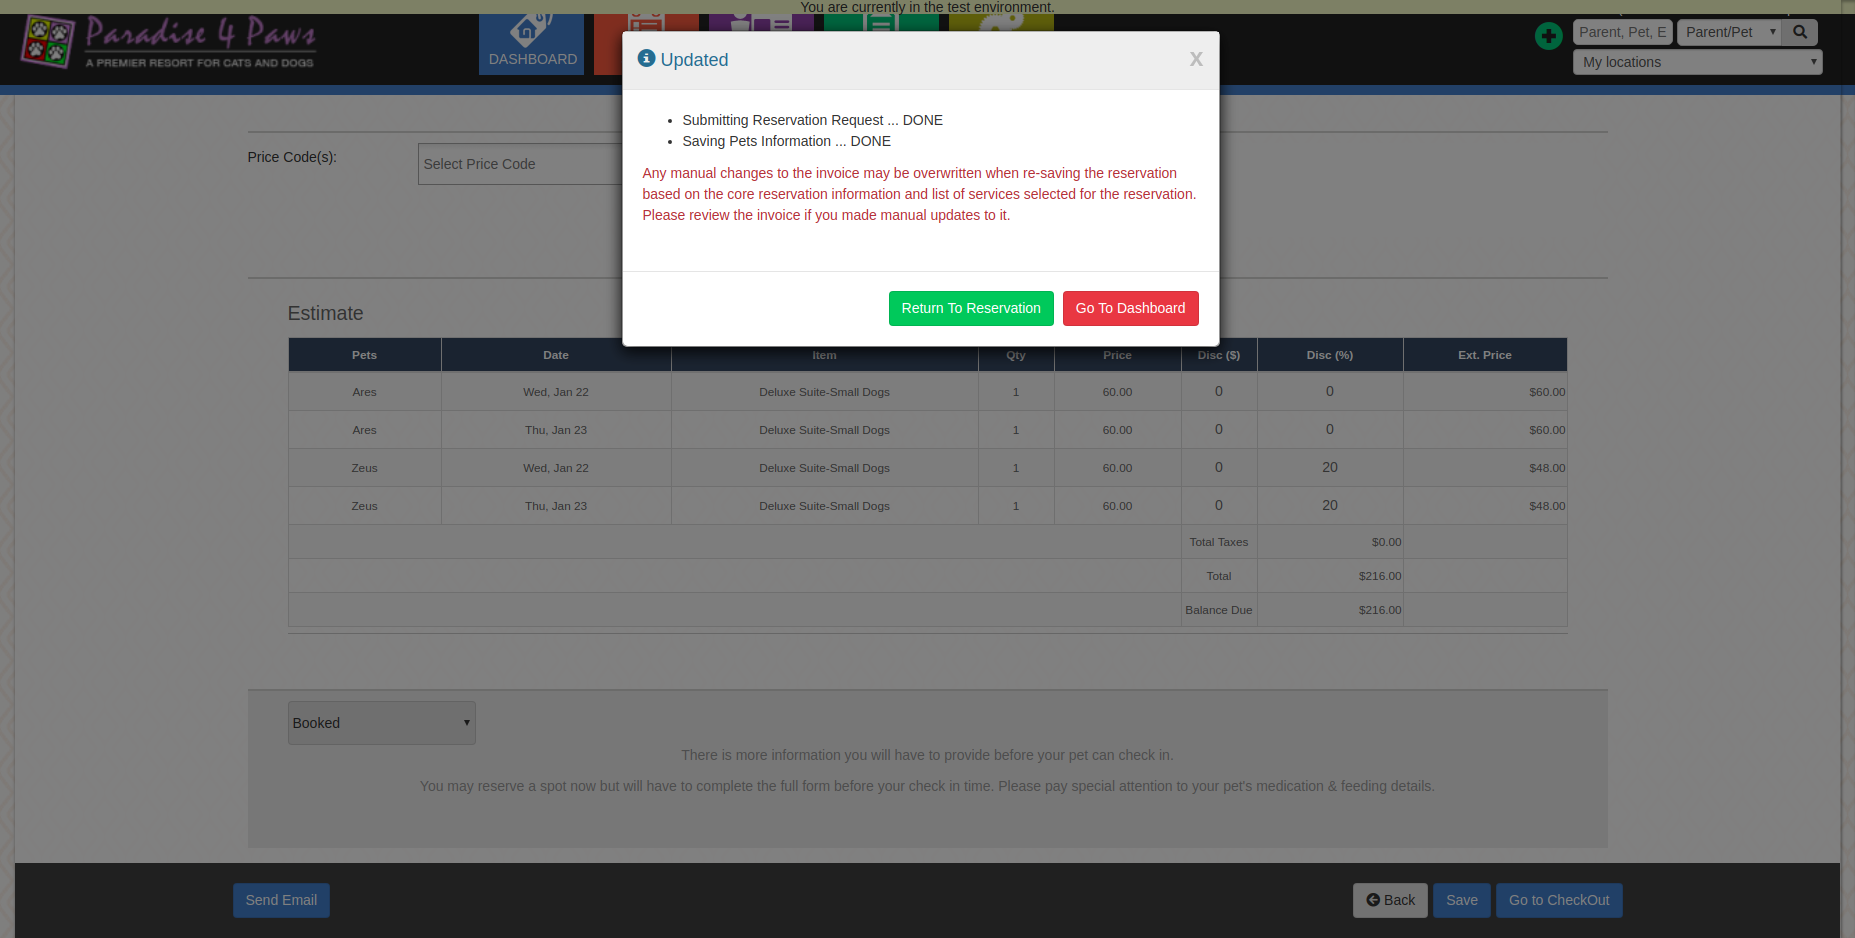 You are currently in the test environment.
Paradise 4 Paws
A PREMIER RESORT FOR CATS AND DOGS
DASHBOARD
Parent, Pet, E
Parent/Pet
My locations
Updated
X
Submitting Reservation Request ... DONE
Saving Pets Information ... DONE
Any manual changes to the invoice may be overwritten when re-saving the reservation
based on the core reservation information and list of services selected for the reservation.
Please review the invoice if you made manual updates to it.
Return To Reservation Go To Dashboard
Price Code(s): Select Price Code
Estimate
Pets Date Item Qty Price Disc ($) Disc (%) Ext. Price
Ares Wed, Jan 22 Deluxe Suite-Small Dogs 1 60.00 0 0 $60.00
Ares Thu, Jan 23 Deluxe Suite-Small Dogs 1 60.00 0 0 $60.00
Zeus Wed, Jan 22 Deluxe Suite-Small Dogs 1 60.00 0 20 $48.00
Zeus Thu, Jan 23 Deluxe Suite-Small Dogs 1 60.00 0 20 $48.00
Total Taxes $0.00
Total $216.00
Balance Due $216.00
Booked
There is more information you will have to provide before your pet can check in.
You may reserve a spot now but will have to complete the full form before your check in time. Please pay special attention to your pet's medication & feeding details.
Send Email Back Save Go to CheckOut